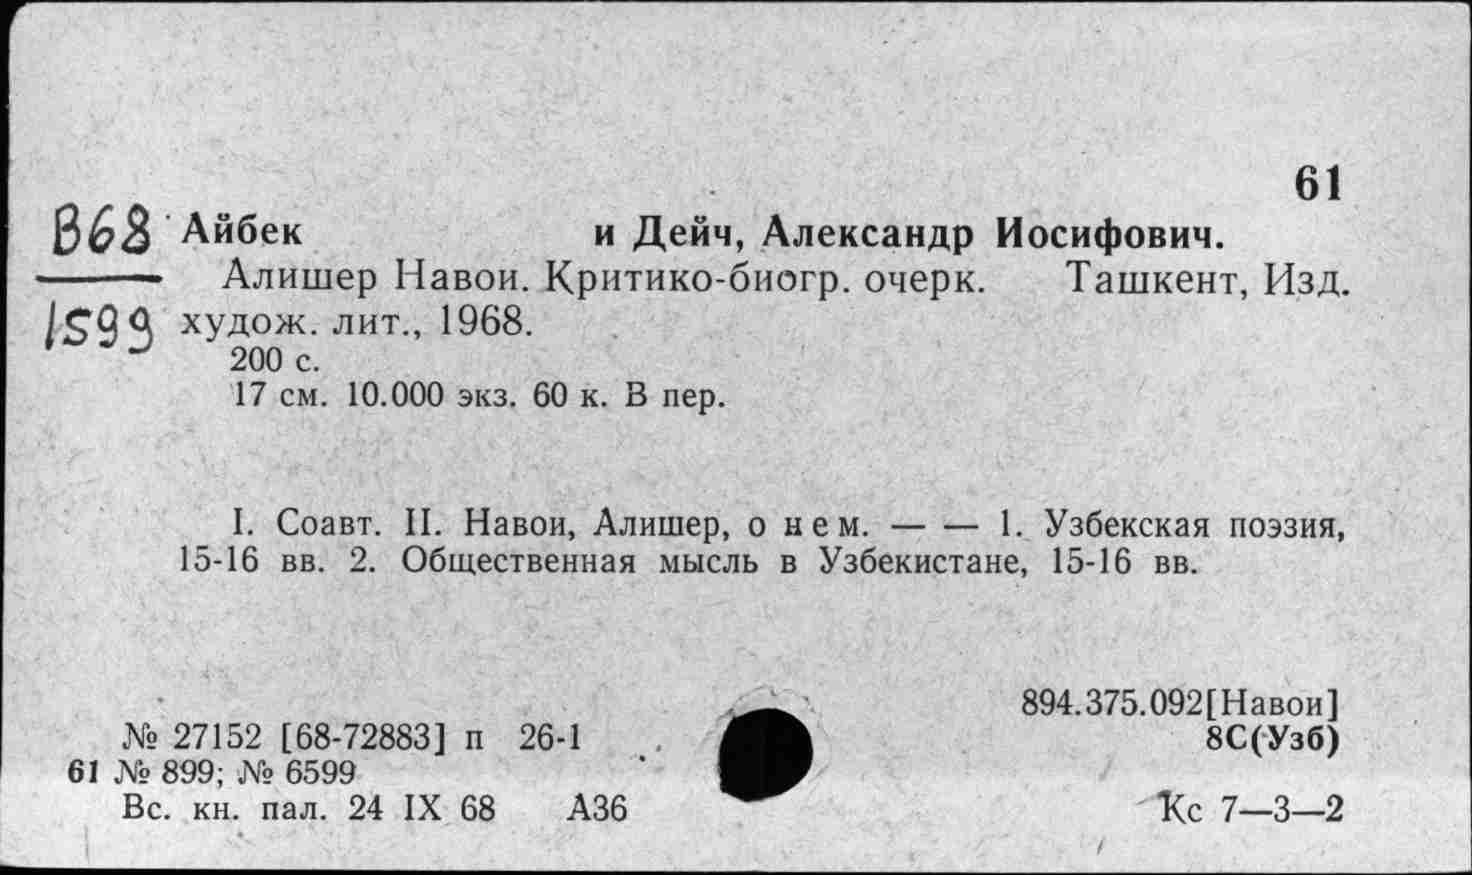 61
В68 Айбек и Дейч, Александр Иосифович.
Алишер Навои. Критико-биогр. очерк. Ташкент, Изд.
1599 худож. лит., 1968.
200 с.
17 см. 10.000 экз. 60 к. В пер.
I. Соавт. II. Навои, Алишер, о нем. — — 1. Узбекская поэзия,
15-16 вв. 2. Общественная мысль в Узбекистане, 15-16 вв.
894.375.092[Навои]
№ 27152 [68-72883] п 26-1 8С(Узб)
61 № 899; № 6599
Вс. кн. пал. 24 IX 68 А36 Кс 7—3—2